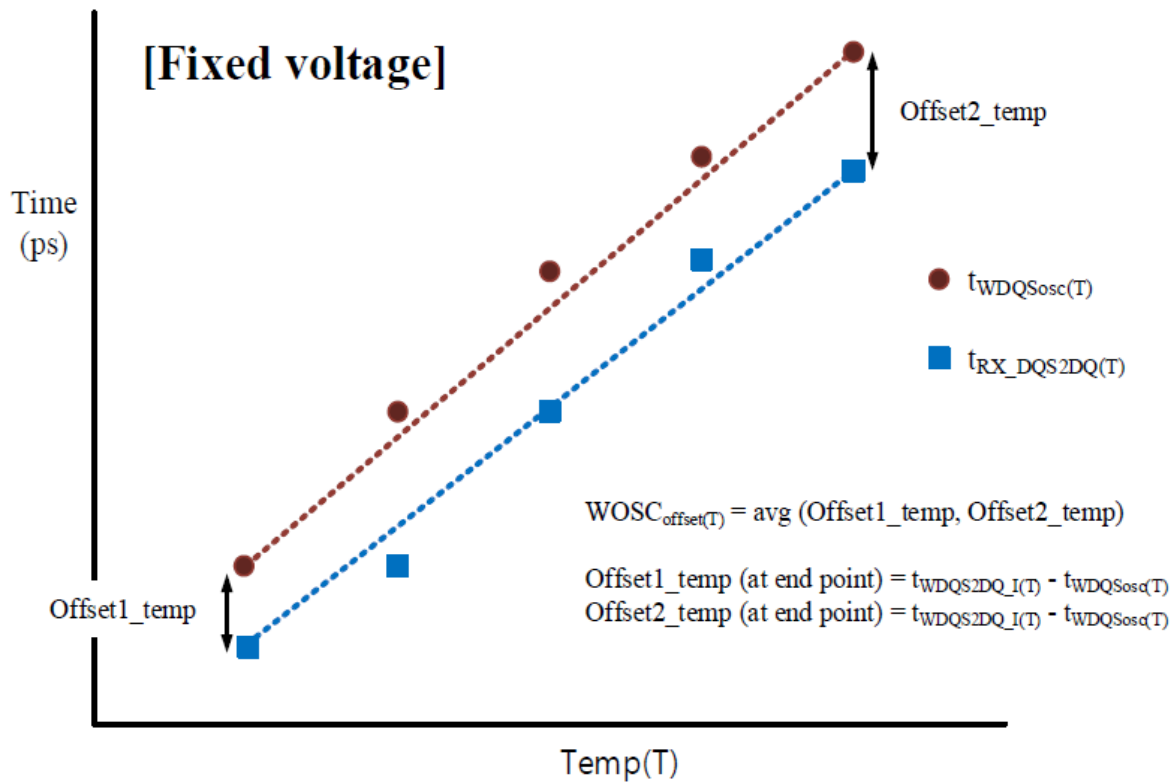 [Fixed voltage]
Offset2_temp
Time
(ps)
tWDQSosc(T)
tRX_DQS2DQ(T)
WOSCoffset(T) = avg (Offset1_temp, Offset2_temp)
Offset1_temp (at end point) = tWDQS2DQ_I(T) - tWDQSosc(T)
Offset2_temp (at end point) = tWDQS2DQ_I(T) - tWDQSosc(T)
Offset1_temp
Temp(T)